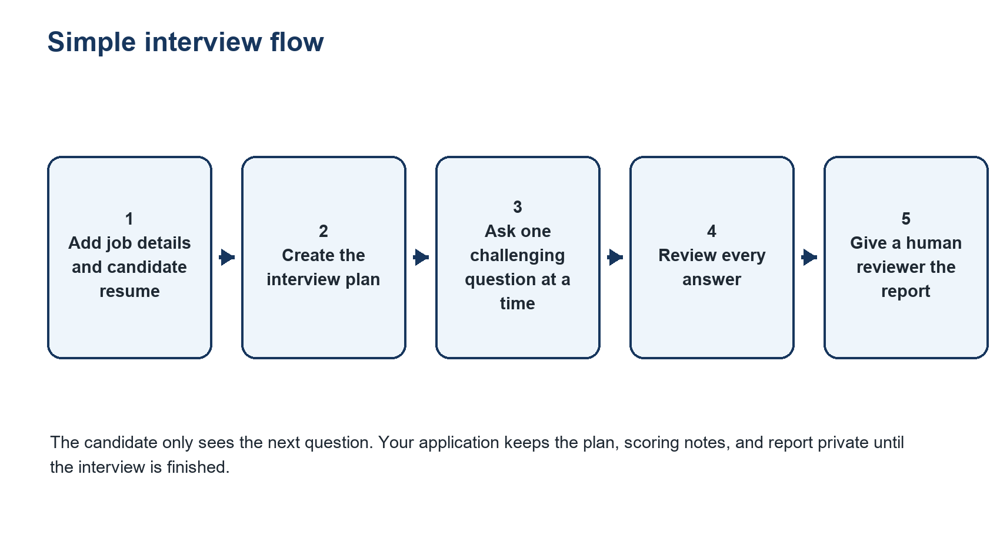 Simple interview flow
1
Add job details
and candidate
resume
2
Create the
interview plan
3
Ask one
challenging
question at a
time
4
Review every
answer
5
Give a human
reviewer the
report
The candidate only sees the next question. Your application keeps the plan, scoring notes, and report private until
the interview is finished.